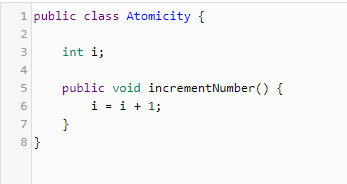 1 public class Atomicity {
2
3     int i;
4
5     public void incrementNumber() {
6         i = i + 1;
7     }
8 }